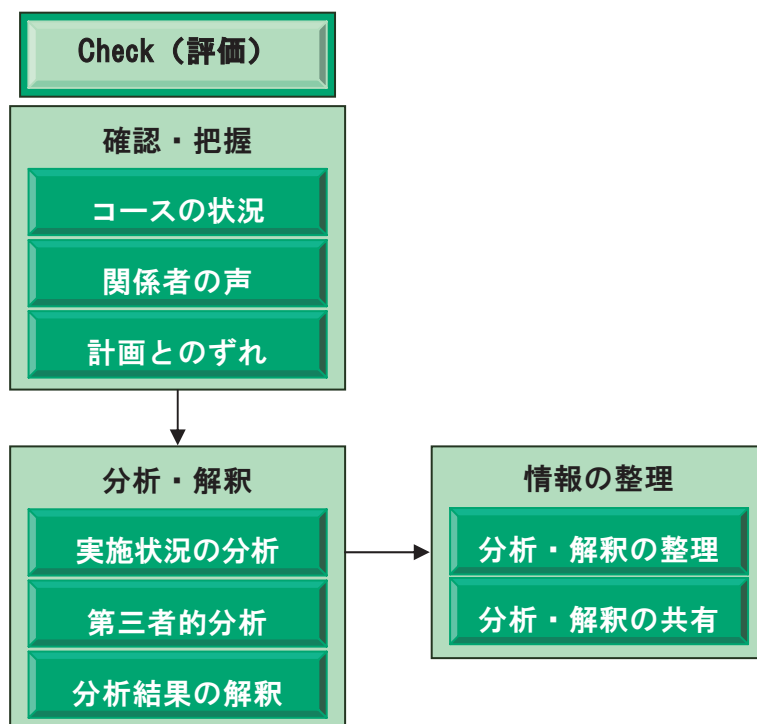 Check（評価）
確認・把握
コースの状況
関係者の声
計画とのずれ
分析・解釈
実施状況の分析
第三者的分析
分析結果の解釈
情報の整理
分析・解釈の整理
分析・解釈の共有